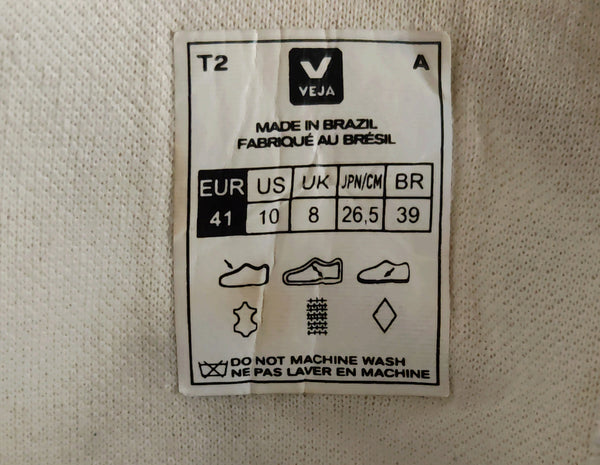 T2 VEJA A
MADE IN BRAZIL
FABRIQUÉ AU BRÉSIL
EUR US UK JPN/CM BR
41 10 8 26,5 39
DO NOT MACHINE WASH
NE PAS LAVER EN MACHINE